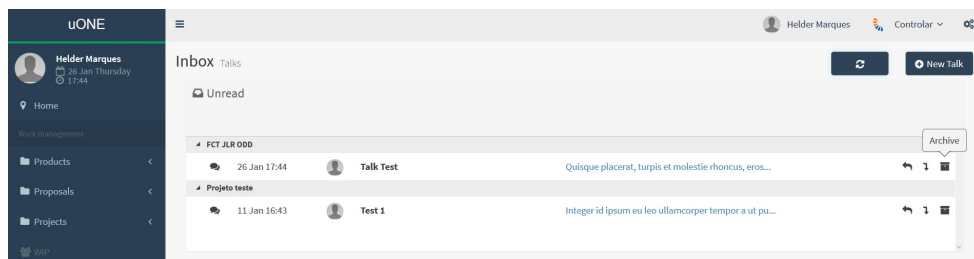 uONE
Helder Marques
Controlar
Helder Marques
26 Jan Thursday
17:44
Inbox Talks
New Talk
Home
Unread
Work management
Archive
FCT JLR ODD
Products
26 Jan 17:44 Talk Test Quisque placerat, turpis et molestie rhoncus, eros...
Projeto teste
Proposals
11 Jan 16:43 Test 1 Integer id ipsum eu leo ullamcorper tempor a ut pu...
Projects
WIP